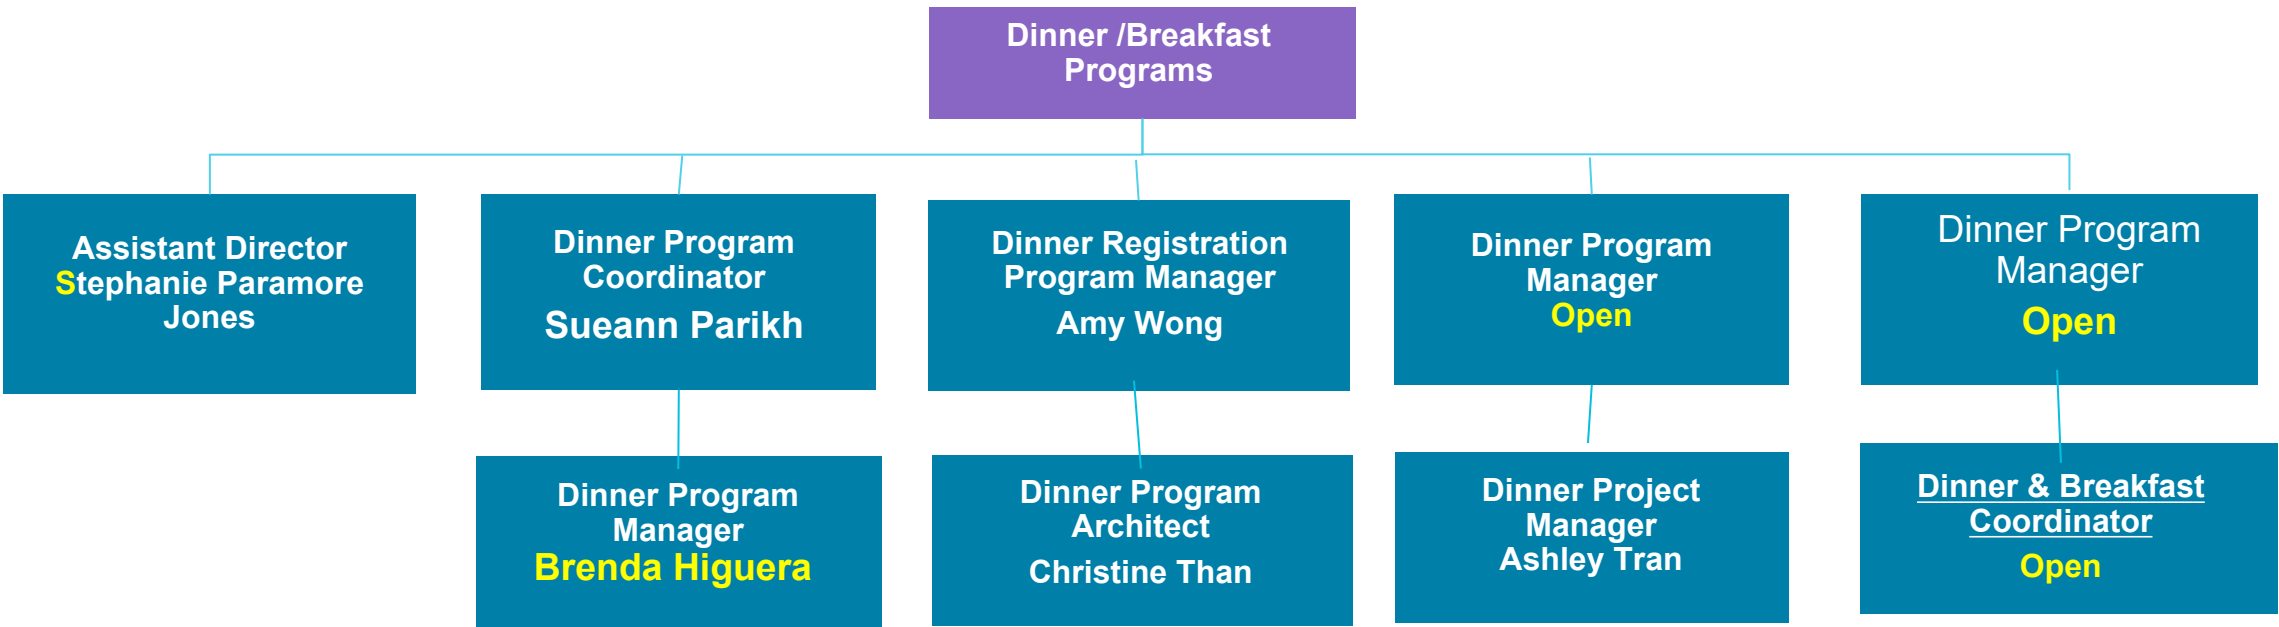 Dinner /Breakfast
Programs
Assistant Director
Stephanie Paramore
Jones
Dinner Program
Coordinator
Sueann Parikh
Dinner Registration
Program Manager
Amy Wong
Dinner Program
Manager
Open
Dinner Program
Manager
Open
Dinner Program
Manager
Brenda Higuera
Dinner Program
Architect
Christine Than
Dinner Project
Manager
Ashley Tran
Dinner & Breakfast
Coordinator
Open